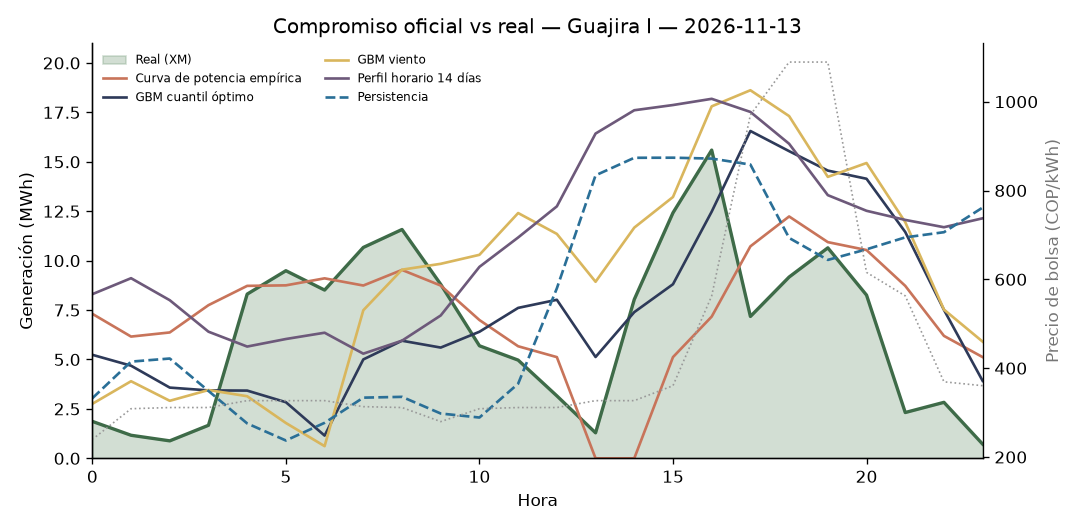 Compromiso oficial vs real — Guajira I — 2026-11-13
Real (XM)
Curva de potencia empírica
GBM cuantil óptimo
GBM viento
Perfil horario 14 días
Persistencia
Generación (MWh)
20.0
17.5
15.0
12.5
10.0
7.5
5.0
2.5
0.0
1000
800
600
400
200
Precio de bolsa (COP/kWh)
0
5
10
15
20
Hora